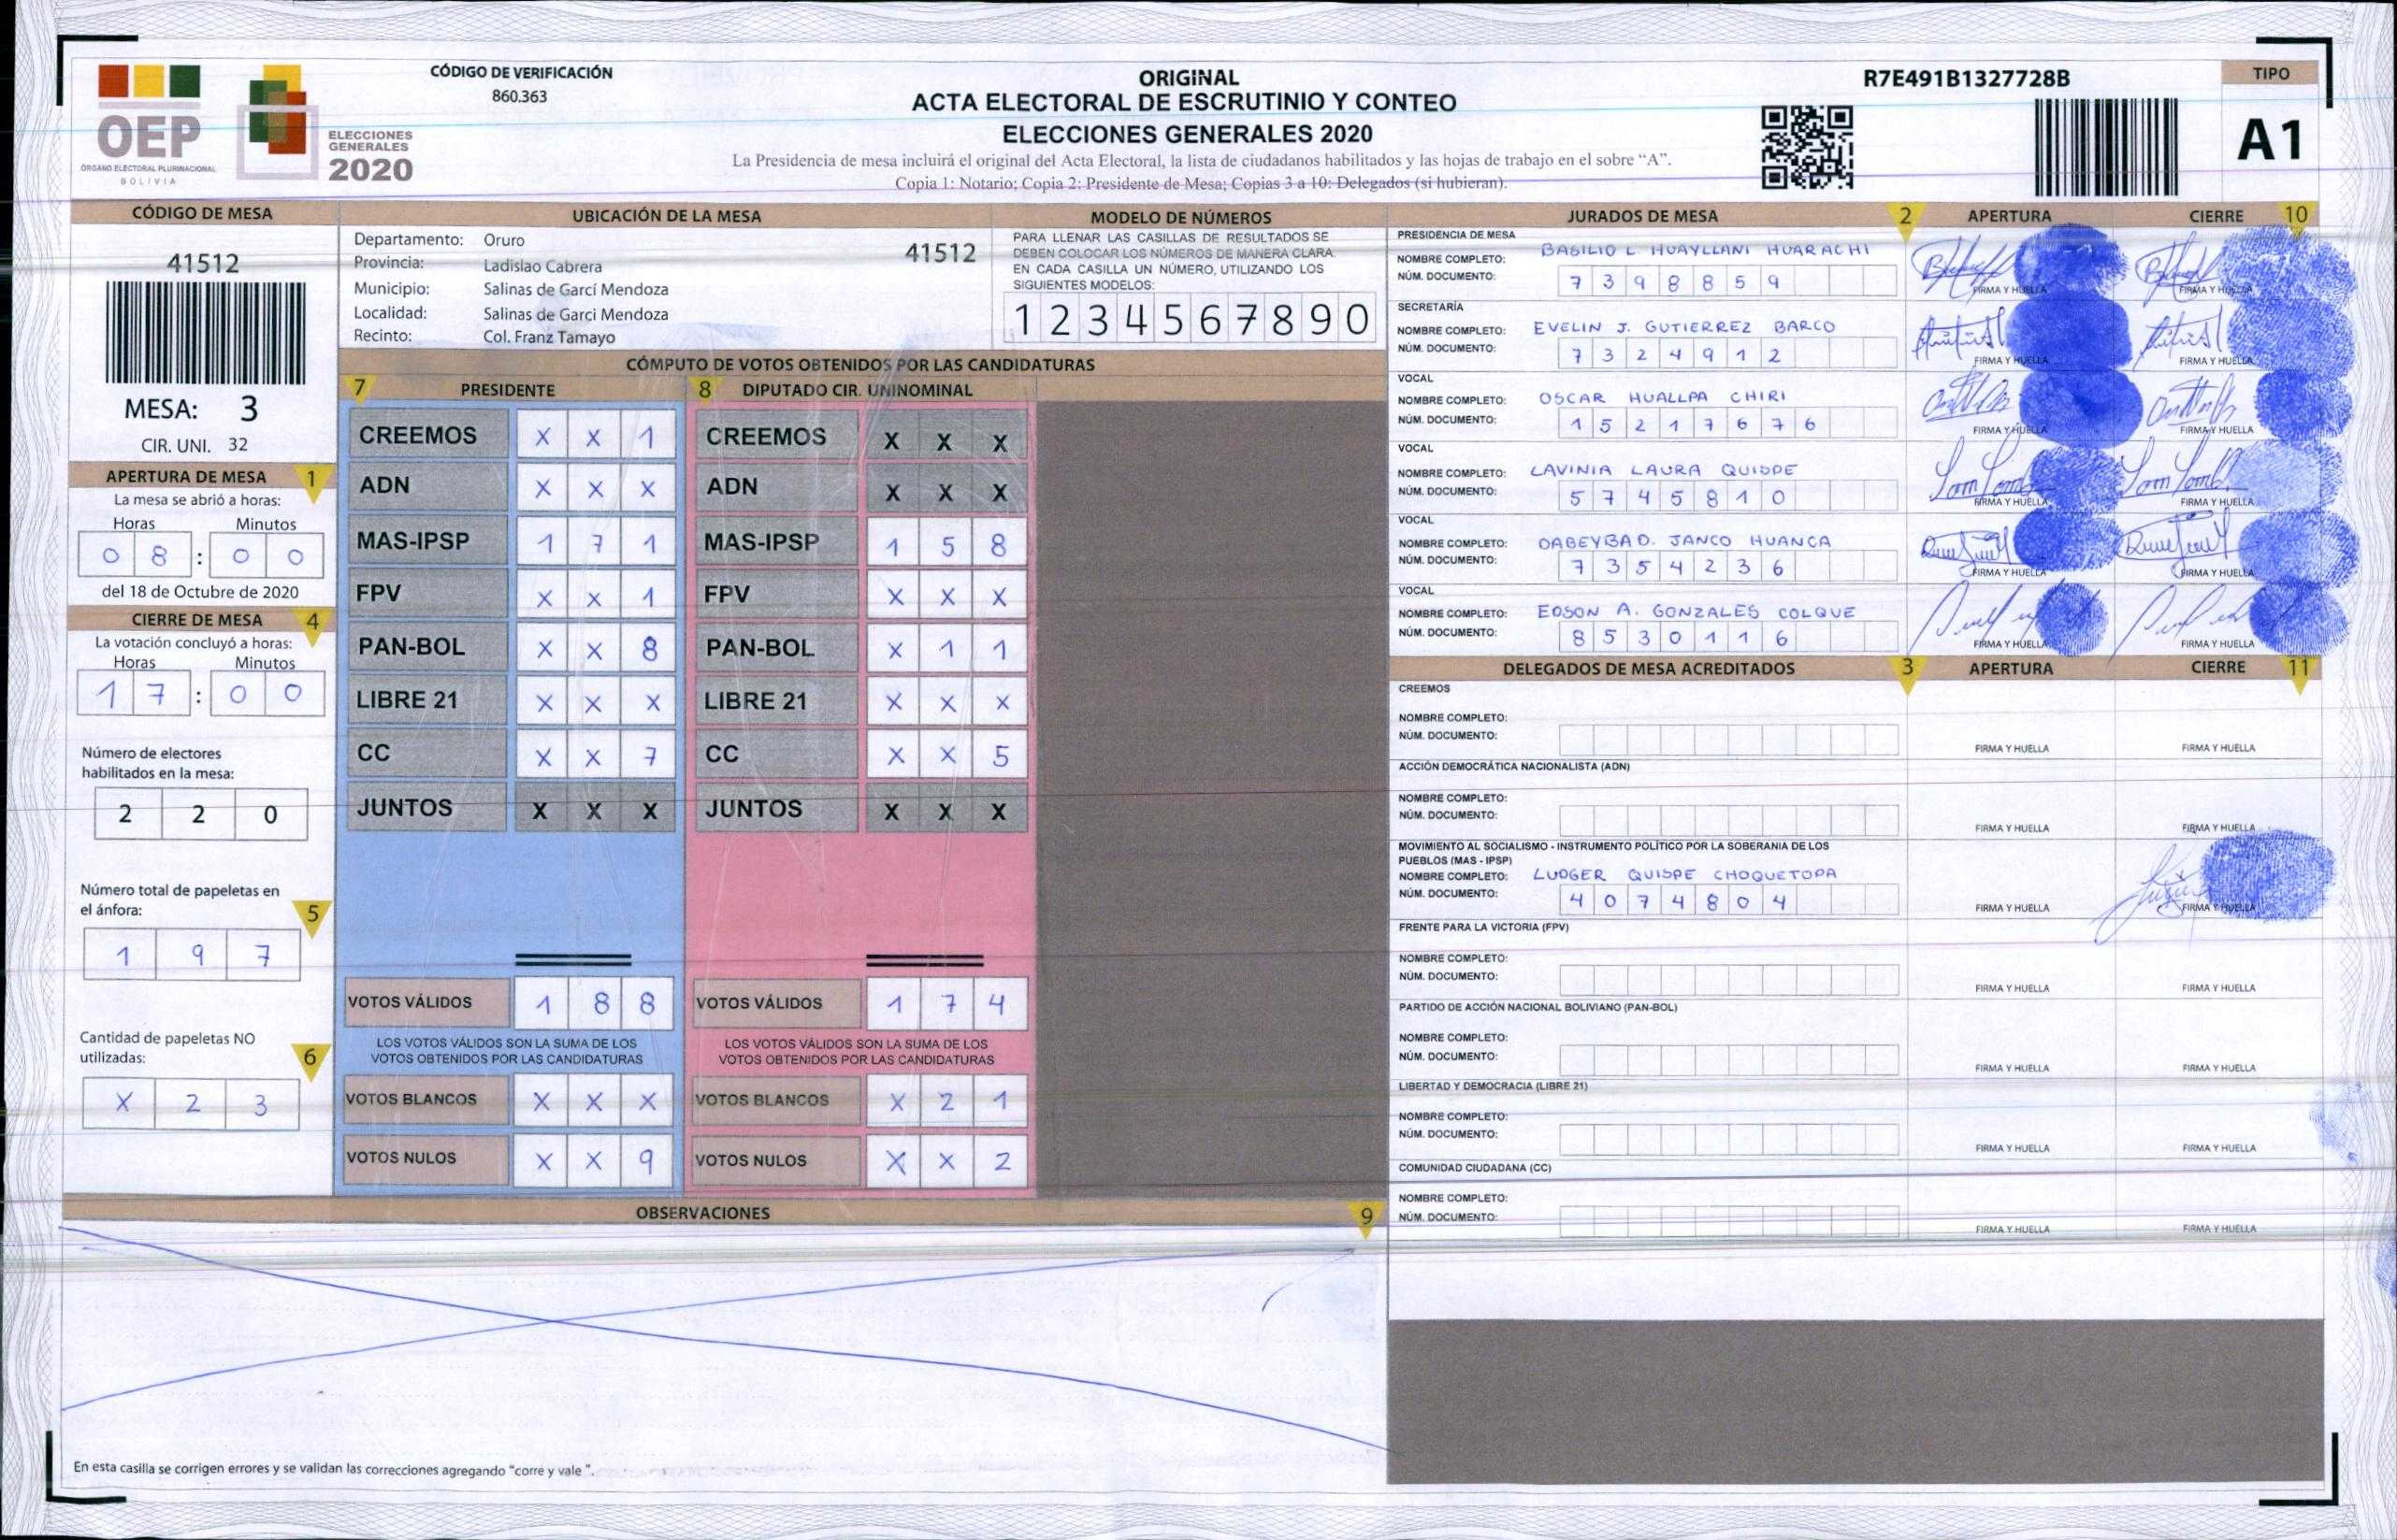 OEP
ÓRGANO ELECTORAL PLURINACIONAL
BOLIVIA
ELECCIONES
GENERALES
2020
CÓDIGO DE VERIFICACIÓN
860.363
ORIGINAL
ACTA ELECTORAL DE ESCRUTINIO Y CONTEO
ELECCIONES GENERALES 2020
La Presidencia de mesa incluirá el original del Acta Electoral, la lista de ciudadanos habilitados y las hojas de trabajo en el sobre “A”.
Copia 1: Notario; Copia 2: Presidente de Mesa; Copias 3 a 10: Delegados (si hubieran).
R7E491B1327728B
TIPO
A1
CÓDIGO DE MESA
41512
MESA: 3
CIR. UNI. 32
APERTURA DE MESA 1
La mesa se abrió a horas:
Horas Minutos
0 8 : 0 0
del 18 de Octubre de 2020
CIERRE DE MESA 4
La votación concluyó a horas:
Horas Minutos
1 7 : 0 0
Número de electores
habilitados en la mesa:
2 2 0
Número total de papeletas en
el ánfora: 5
1 9 7
Cantidad de papeletas NO
utilizadas: 6
X 2 3
UBICACIÓN DE LA MESA
Departamento: Oruro 41512
Provincia: Ladislao Cabrera
Municipio: Salinas de Garcí Mendoza
Localidad: Salinas de Garci Mendoza
Recinto: Col. Franz Tamayo
MODELO DE NÚMEROS
PARA LLENAR LAS CASILLAS DE RESULTADOS SE
DEBEN COLOCAR LOS NÚMEROS DE MANERA CLARA.
EN CADA CASILLA UN NÚMERO, UTILIZANDO LOS
SIGUIENTES MODELOS:
1 2 3 4 5 6 7 8 9 0
CÓMPUTO DE VOTOS OBTENIDOS POR LAS CANDIDATURAS
7 PRESIDENTE 8 DIPUTADO CIR. UNINOMINAL
CREEMOS X X 1 CREEMOS X X X
ADN X X X ADN X X X
MAS-IPSP 1 7 1 MAS-IPSP 1 5 8
FPV X X 1 FPV X X X
PAN-BOL X X 8 PAN-BOL X 1 1
LIBRE 21 X X X LIBRE 21 X X X
CC X X 7 CC X X 5
JUNTOS X X X JUNTOS X X X
VOTOS VÁLIDOS 1 8 8 VOTOS VÁLIDOS 1 7 4
LOS VOTOS VÁLIDOS SON LA SUMA DE LOS LOS VOTOS VÁLIDOS SON LA SUMA DE LOS
VOTOS OBTENIDOS POR LAS CANDIDATURAS VOTOS OBTENIDOS POR LAS CANDIDATURAS
VOTOS BLANCOS X X X VOTOS BLANCOS X 2 1
VOTOS NULOS X X 9 VOTOS NULOS X X 2
OBSERVACIONES 9
En esta casilla se corrigen errores y se validan las correcciones agregando "corre y vale ".
JURADOS DE MESA 2 APERTURA CIERRE 10
PRESIDENCIA DE MESA
NOMBRE COMPLETO: BASILIO L. HUAYLLANI HUARACHI
NÚM. DOCUMENTO: 7 3 9 8 8 5 9
FIRMA Y HUELLA FIRMA Y HUELLA
SECRETARÍA
NOMBRE COMPLETO: EVELIN J. GUTIERREZ BARCO
NÚM. DOCUMENTO: 7 3 2 4 9 1 2
FIRMA Y HUELLA FIRMA Y HUELLA
VOCAL
NOMBRE COMPLETO: OSCAR HUALLPA CHIRI
NÚM. DOCUMENTO: 1 5 2 1 7 6 7 6
FIRMA Y HUELLA FIRMA Y HUELLA
VOCAL
NOMBRE COMPLETO: LAVINIA LAURA QUISPE
NÚM. DOCUMENTO: 5 7 4 5 8 1 0
FIRMA Y HUELLA FIRMA Y HUELLA
VOCAL
NOMBRE COMPLETO: DABEYBA D. JANCO HUANCA
NÚM. DOCUMENTO: 7 3 5 4 2 3 6
FIRMA Y HUELLA FIRMA Y HUELLA
VOCAL
NOMBRE COMPLETO: EDSON A. GONZALES COLQUE
NÚM. DOCUMENTO: 8 5 3 0 1 1 6
FIRMA Y HUELLA FIRMA Y HUELLA
DELEGADOS DE MESA ACREDITADOS 3 APERTURA CIERRE 11
CREEMOS
NOMBRE COMPLETO:
NÚM. DOCUMENTO:
FIRMA Y HUELLA FIRMA Y HUELLA
ACCIÓN DEMOCRÁTICA NACIONALISTA (ADN)
NOMBRE COMPLETO:
NÚM. DOCUMENTO:
FIRMA Y HUELLA FIRMA Y HUELLA
MOVIMIENTO AL SOCIALISMO - INSTRUMENTO POLÍTICO POR LA SOBERANIA DE LOS
PUEBLOS (MAS - IPSP)
NOMBRE COMPLETO: LUDGER QUISPE CHOQUETOPA
NÚM. DOCUMENTO: 4 0 7 4 8 0 4
FIRMA Y HUELLA FIRMA Y HUELLA
FRENTE PARA LA VICTORIA (FPV)
NOMBRE COMPLETO:
NÚM. DOCUMENTO:
FIRMA Y HUELLA FIRMA Y HUELLA
PARTIDO DE ACCIÓN NACIONAL BOLIVIANO (PAN-BOL)
NOMBRE COMPLETO:
NÚM. DOCUMENTO:
FIRMA Y HUELLA FIRMA Y HUELLA
LIBERTAD Y DEMOCRACIA (LIBRE 21)
NOMBRE COMPLETO:
NÚM. DOCUMENTO:
FIRMA Y HUELLA FIRMA Y HUELLA
COMUNIDAD CIUDADANA (CC)
NOMBRE COMPLETO:
NÚM. DOCUMENTO:
FIRMA Y HUELLA FIRMA Y HUELLA